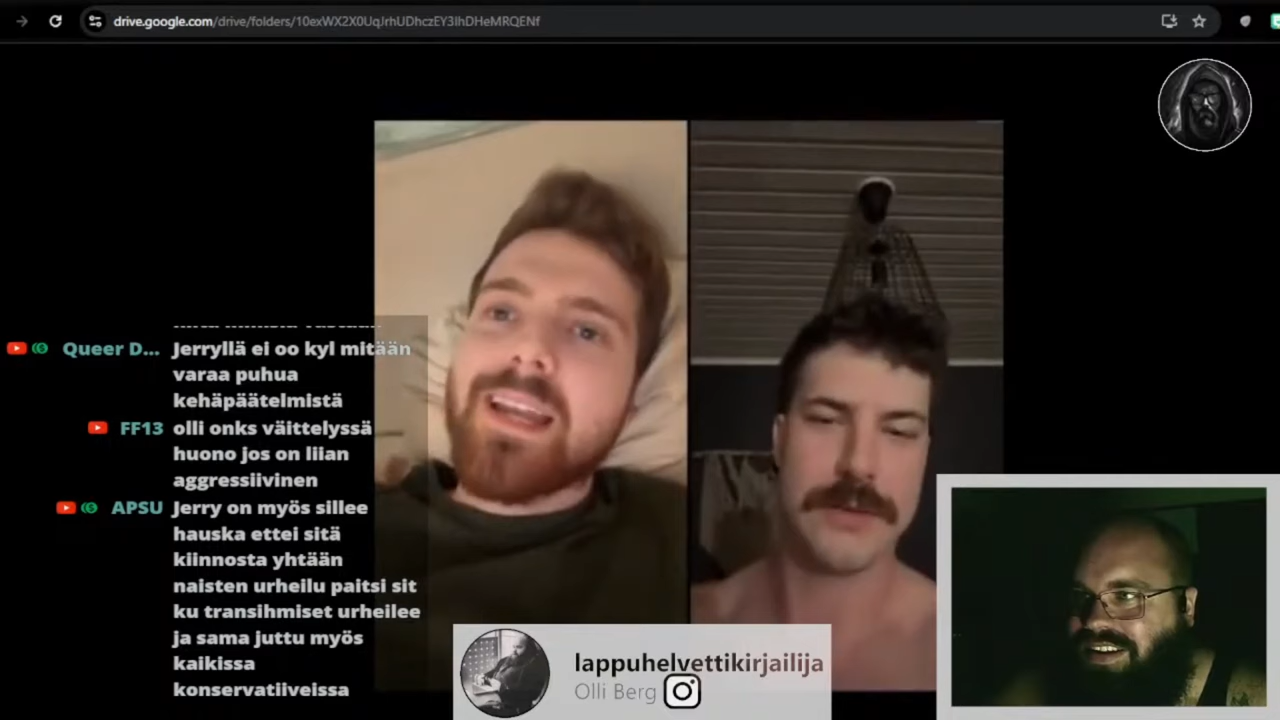 drive.google.com/drive/folders/10exWX2X0UqJrhUDhczEY3IhDHeMRQENf
Queer D... Jerryllä ei oo kyl mitään
varaa puhua
kehäpäätelmistä
FF13 olli onks väittelyssä
huono jos on liian
aggressiivinen
APSU Jerry on myös sillee
hauska ettei sitä
kiinnosta yhtään
naisten urheilu paitsi sit
ku transihmiset urheilee
ja sama juttu myös
kaikissa
konservatiiveissa
lappuhelvettikirjailija
Olli Berg